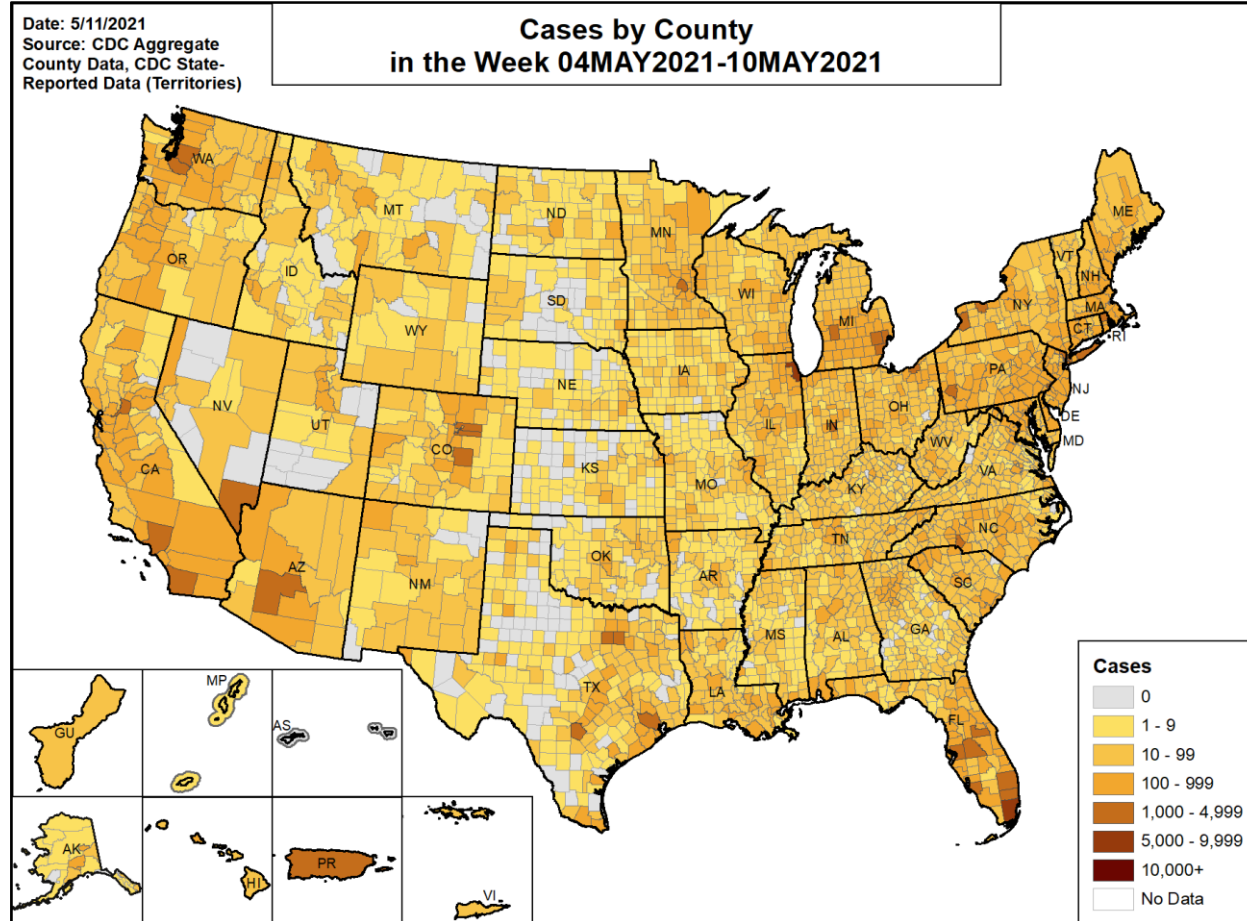 Date: 5/11/2021
Source: CDC Aggregate
County Data, CDC State-
Reported Data (Territories)
Cases by County
in the Week 04MAY2021-10MAY2021
WA
MT
ND
MN
ME
OR
ID
SD
WI
MI
VT
NH
NY
MA
CT
RI
WY
IA
NE
PA
NJ
NV
UT
CO
IL
IN
OH
DE
MD
WV
VA
CA
KS
MO
KY
NC
TN
AZ
NM
OK
AR
SC
MS
AL
GA
TX
LA
FL
GU
MP
AS
AK
HI
PR
VI
Cases
0
1 - 9
10 - 99
100 - 999
1,000 - 4,999
5,000 - 9,999
10,000+
No Data